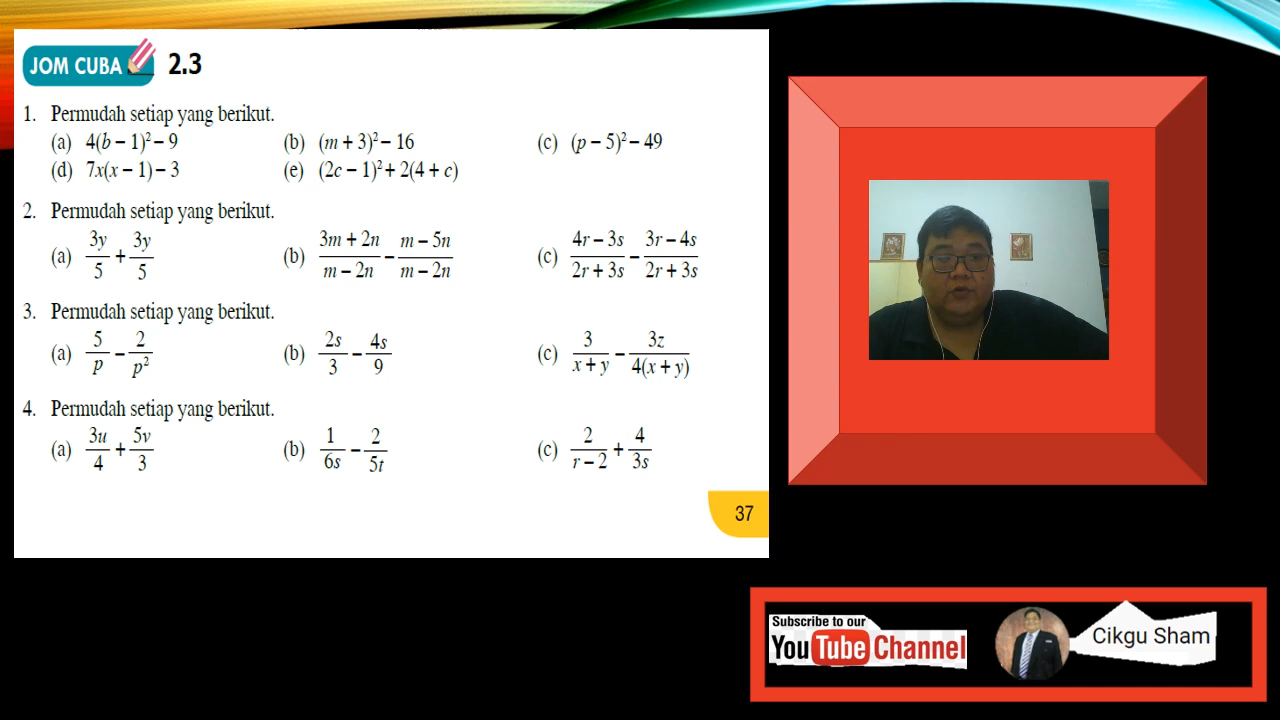 JOM CUBA 2.3
1. Permudah setiap yang berikut.
(a) 4(b – 1)² – 9 (b) (m + 3)² – 16 (c) (p – 5)² – 49
(d) 7x(x – 1) – 3 (e) (2c – 1)² + 2(4 + c)
2. Permudah setiap yang berikut.
(a) 3y/5 + 3y/5 (b) (3m + 2n)/(m – 2n) – (m – 5n)/(m – 2n) (c) (4r – 3s)/(2r + 3s) – (3r – 4s)/(2r + 3s)
3. Permudah setiap yang berikut.
(a) 5/p – 2/p² (b) 2s/3 – 4s/9 (c) 3/(x + y) – 3z/4(x + y)
4. Permudah setiap yang berikut.
(a) 3u/4 + 5v/3 (b) 1/6s – 2/5t (c) 2/(r – 2) + 4/3s
37
Subscribe to our
YouTube Channel
Cikgu Sham